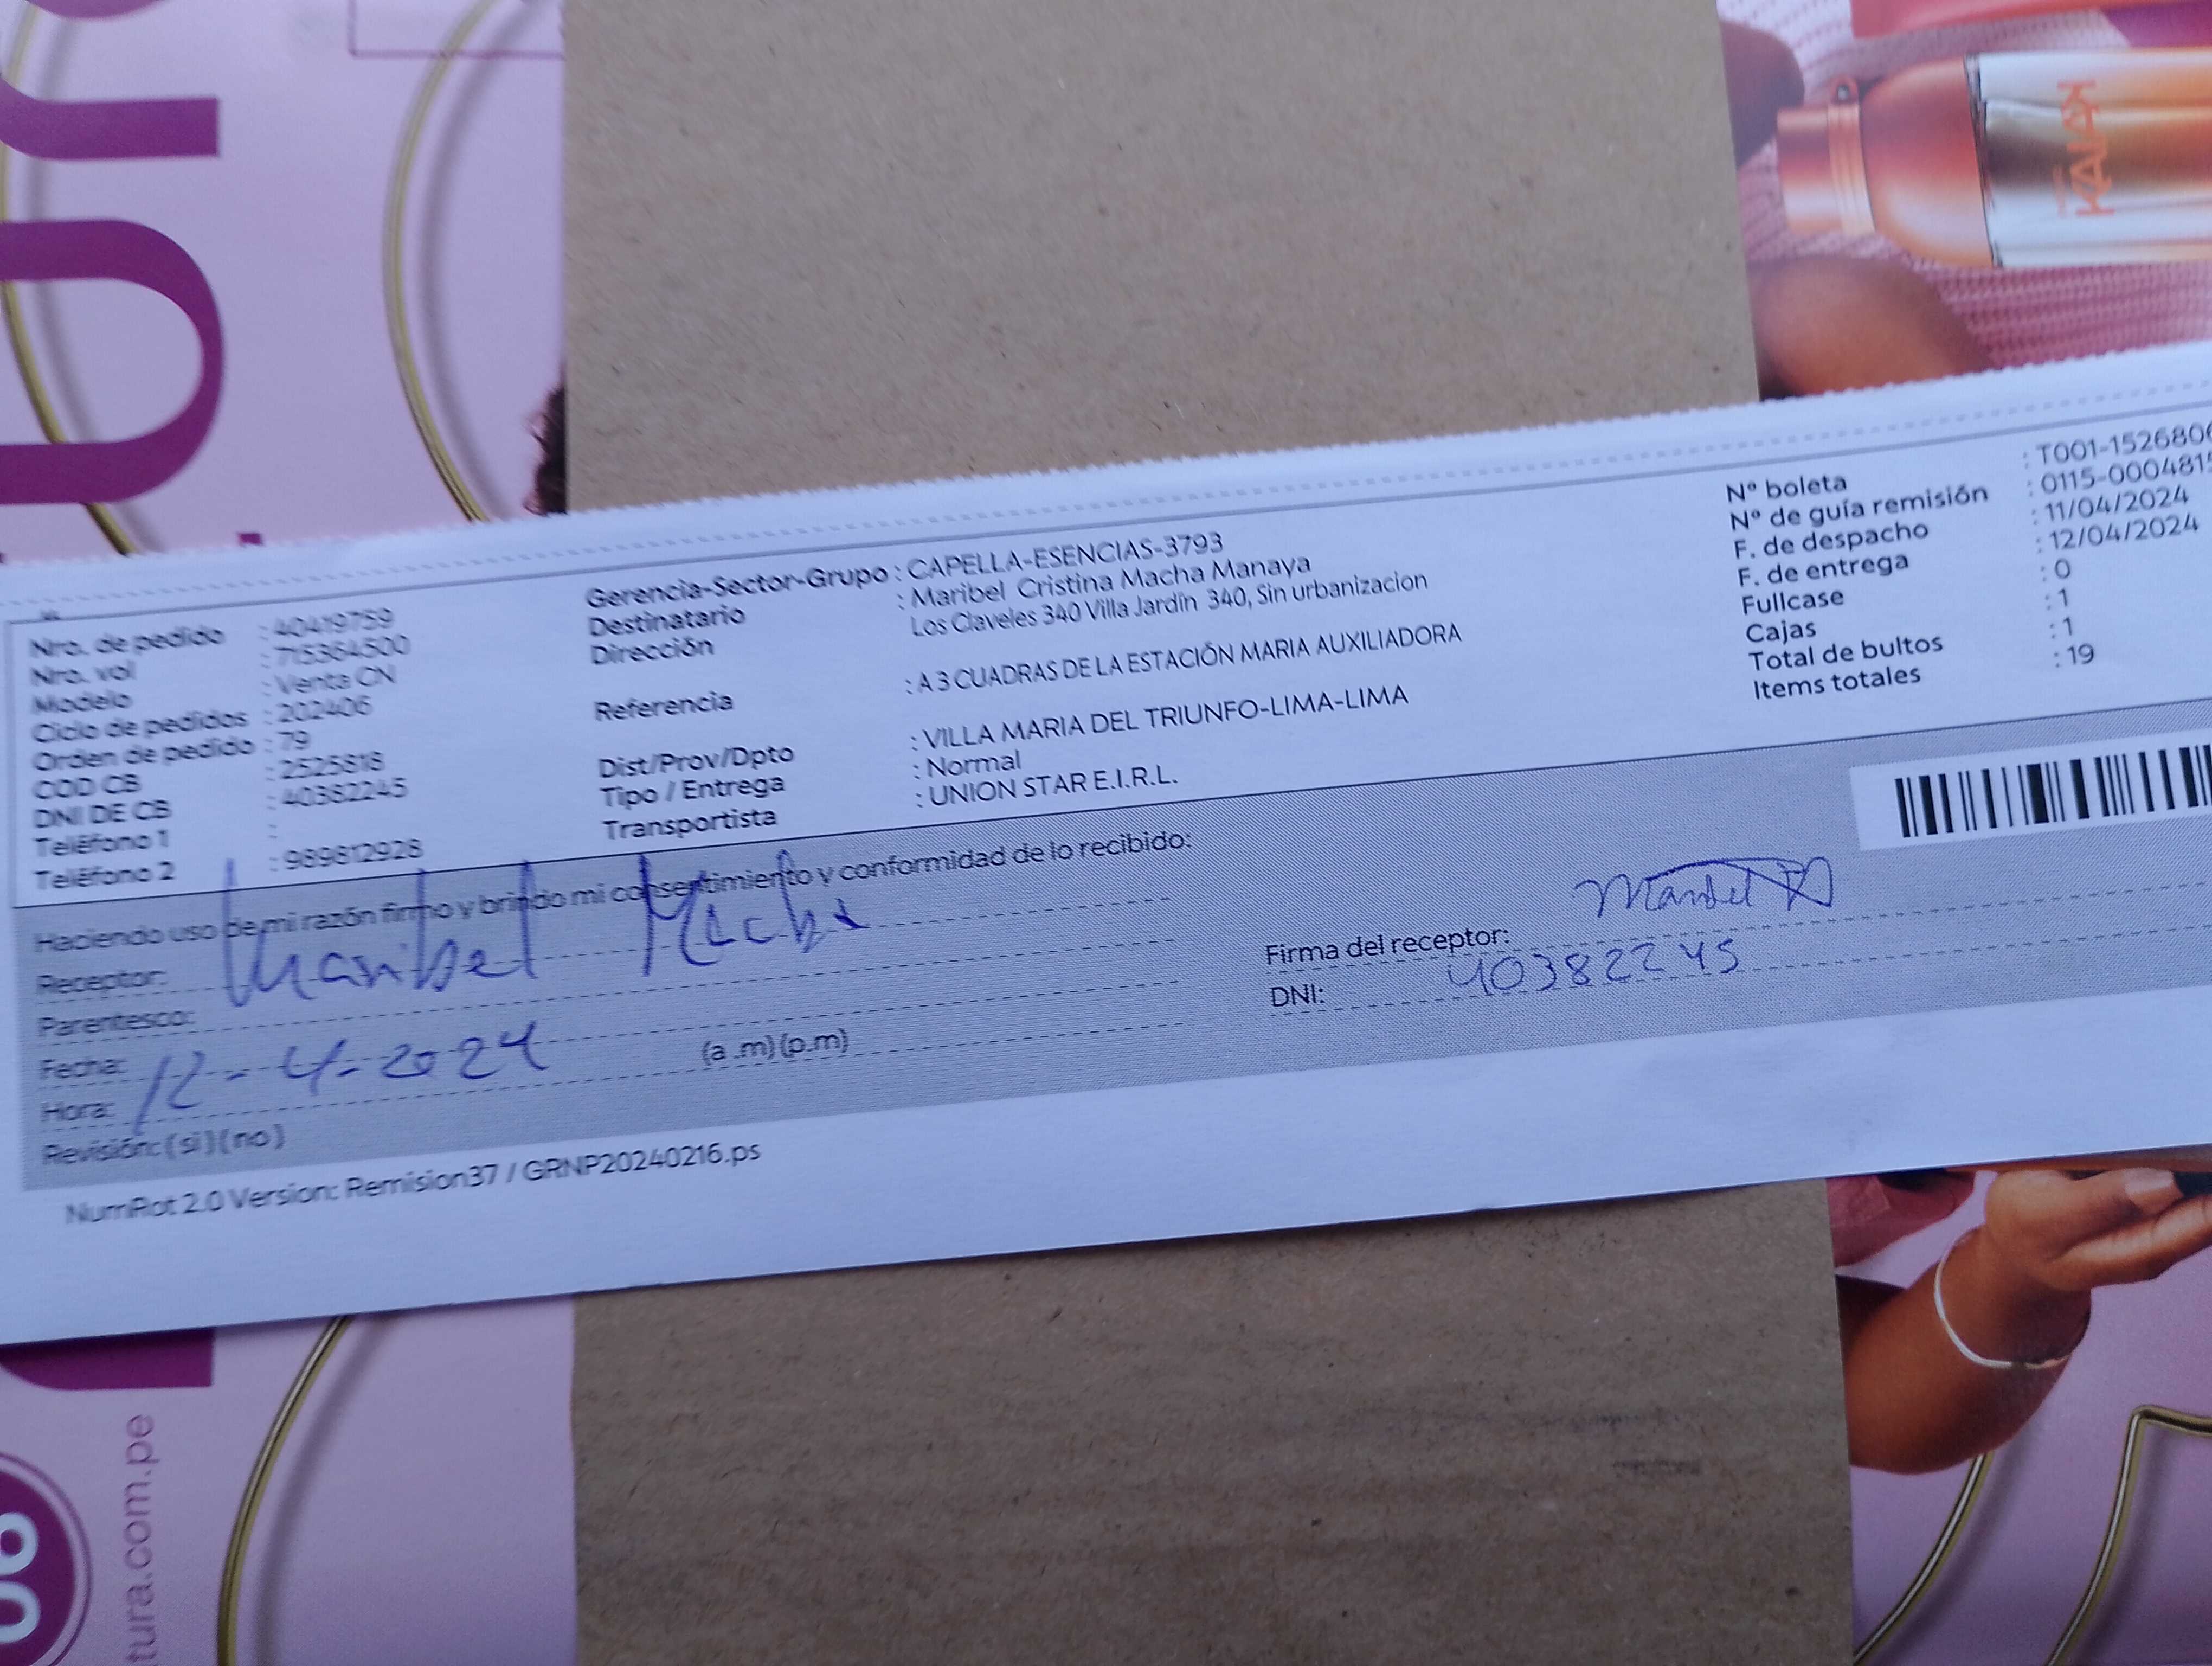 Nro. de pedido : 40419759
Nro. vol : 715364500
Modelo : Venta CN
Ciclo de pedidos : 202406
Orden de pedido : 79
COD CB : 2525818
DNI DE CB : 40382245
Teléfono 1 :
Teléfono 2 : 989812928
Gerencia-Sector-Grupo : CAPELLA-ESENCIAS-3793
Destinatario : Maribel Cristina Macha Manaya
Dirección Los Claveles 340 Villa Jardín 340, Sin urbanizacion
Referencia : A 3 CUADRAS DE LA ESTACIÓN MARIA AUXILIADORA
Dist/Prov/Dpto : VILLA MARIA DEL TRIUNFO-LIMA-LIMA
Tipo / Entrega : Normal
Transportista : UNION STAR E.I.R.L.
Nº boleta : T001-1526806
Nº de guía remisión : 0115-0004815
F. de despacho : 11/04/2024
F. de entrega : 12/04/2024
Fullcase : 0
Cajas : 1
Total de bultos : 1
Items totales : 19
Haciendo uso de mi razón firmo y brindo mi consentimiento y conformidad de lo recibido:
Receptor: Maribel Macha
Parentesco:
Fecha: 12-4-2024
Hora: (a .m) (p.m)
Revisión: ( si ) ( no )
Firma del receptor:
DNI: 40382245
NumRot 2.0 Version: Remision37 / GRNP20240216.ps
KAIAK
06
tura.com.pe